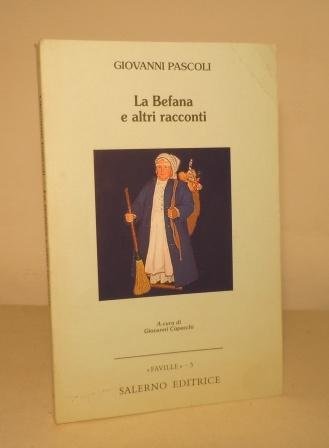 GIOVANNI PASCOLI
La Befana
e altri racconti
A cura di
Giovanni Capecchi
«FAVILLE» - 5
SALERNO EDITRICE